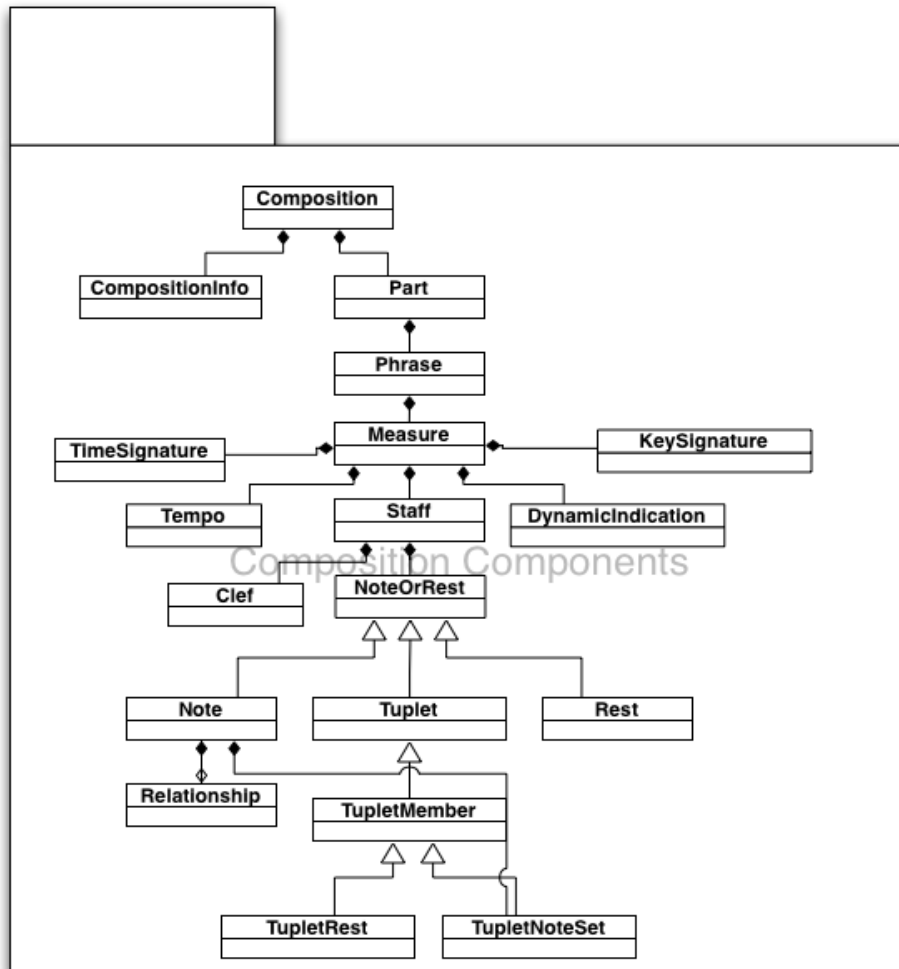 Composition
CompositionInfo
Part
Phrase
Measure
TimeSignature
KeySignature
Tempo
Staff
DynamicIndication
Composition Components
Clef
NoteOrRest
Note
Tuplet
Rest
Relationship
TupletMember
TupletRest
TupletNoteSet